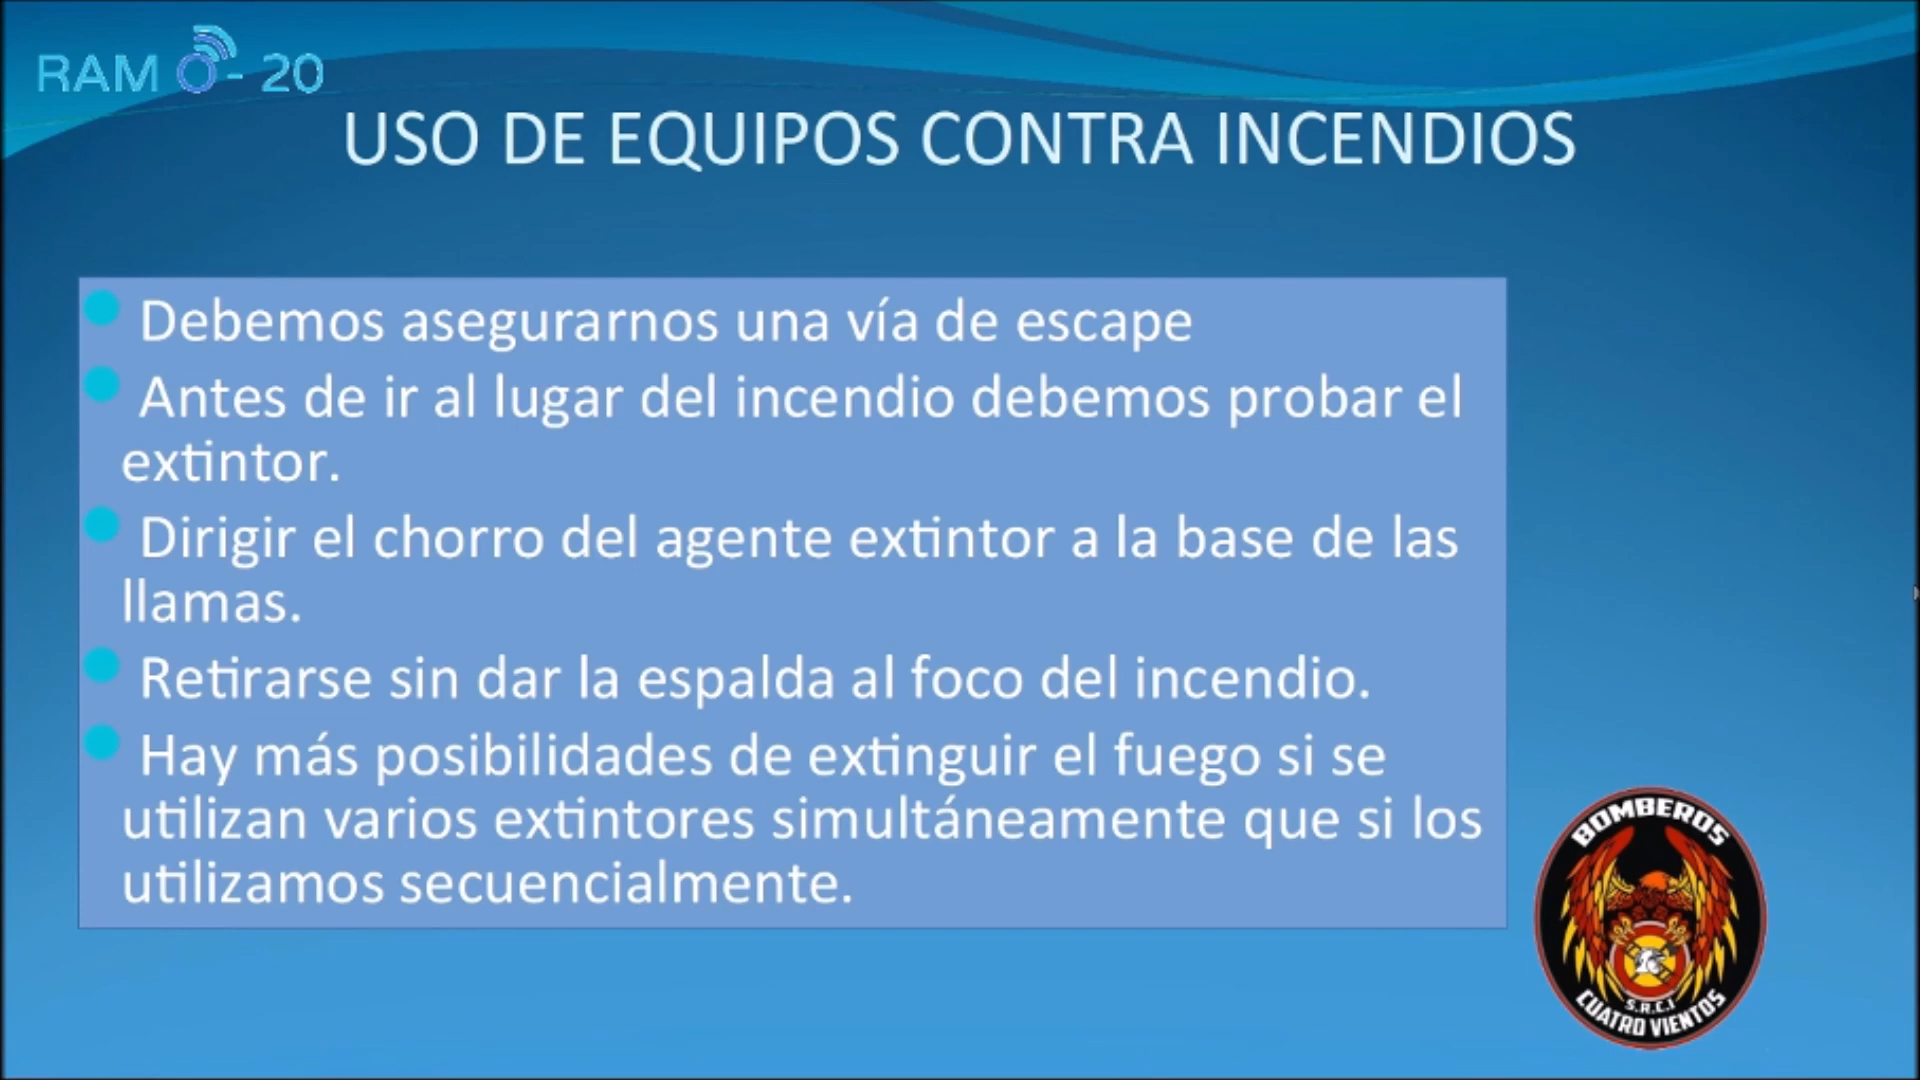 RAM O- 20
USO DE EQUIPOS CONTRA INCENDIOS
Debemos asegurarnos una vía de escape
Antes de ir al lugar del incendio debemos probar el
extintor.
Dirigir el chorro del agente extintor a la base de las
llamas.
Retirarse sin dar la espalda al foco del incendio.
Hay más posibilidades de extinguir el fuego si se
utilizan varios extintores simultáneamente que si los
utilizamos secuencialmente.
BOMBEROS
S.R.C.I
CUATRO VIENTOS